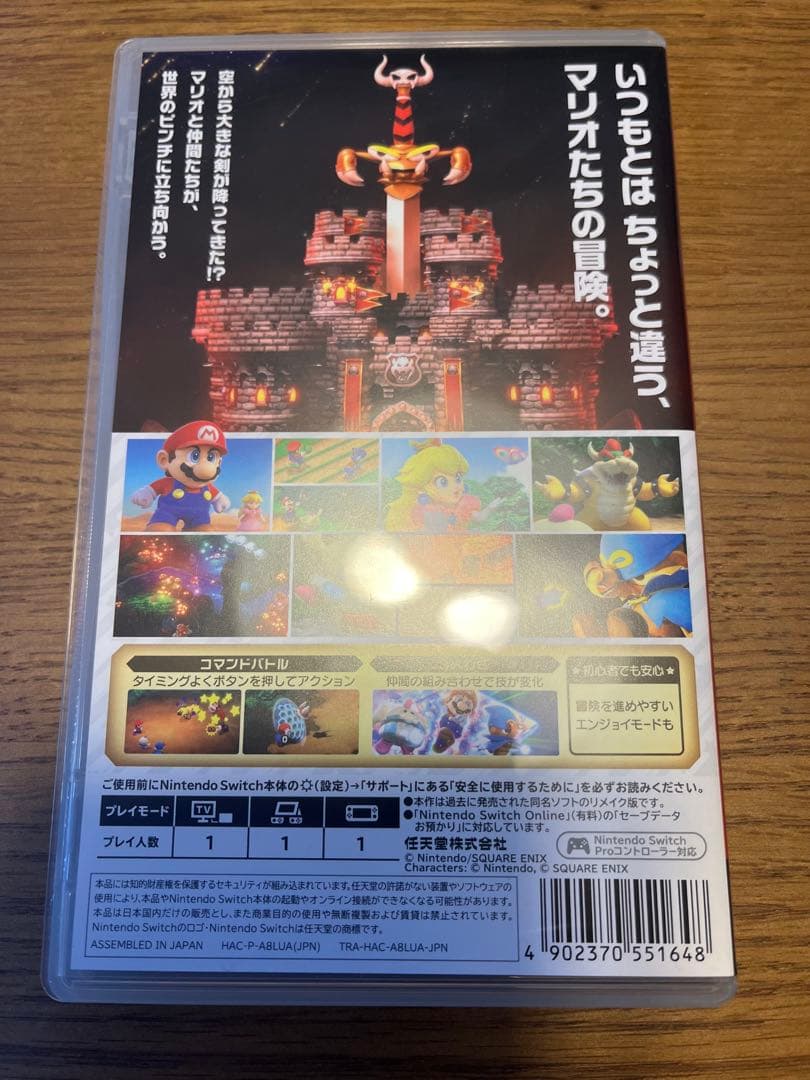 いつもとは ちょっと違う、
マリオたちの冒険。
空から大きな剣が降ってきた!?
マリオと仲間たちが、
世界のピンチに立ち向かう。
コマンドバトル
タイミングよくボタンを押してアクション
仲間の組み合わせで技が変化
★初心者でも安心★
冒険を進めやすい
エンジョイモードも
ご使用前にNintendo Switch本体の(設定)→「サポート」にある「安全に使用するために」を必ずお読みください。
プレイモード TV
プレイ人数 1 1 1
●本作は過去に発売された同名ソフトのリメイク版です。
●「Nintendo Switch Online」(有料)の「セーブデータ
お預かり」に対応しています。
任天堂株式会社
© Nintendo/SQUARE ENIX
Characters: © Nintendo, © SQUARE ENIX
Nintendo Switch
Proコントローラー対応
本品には知的財産権を保護するセキュリティが組み込まれています。任天堂の許諾がない装置やソフトウェアの
使用により、本品やNintendo Switch本体の起動やオンライン接続ができなくなる可能性があります。
本品は日本国内だけの販売とし、また商業目的の使用や無断複製および賃貸は禁止されています。
Nintendo Switchのロゴ・Nintendo Switchは任天堂の商標です。
ASSEMBLED IN JAPAN HAC-P-A8LUA(JPN) TRA-HAC-A8LUA-JPN
4 902370 551648